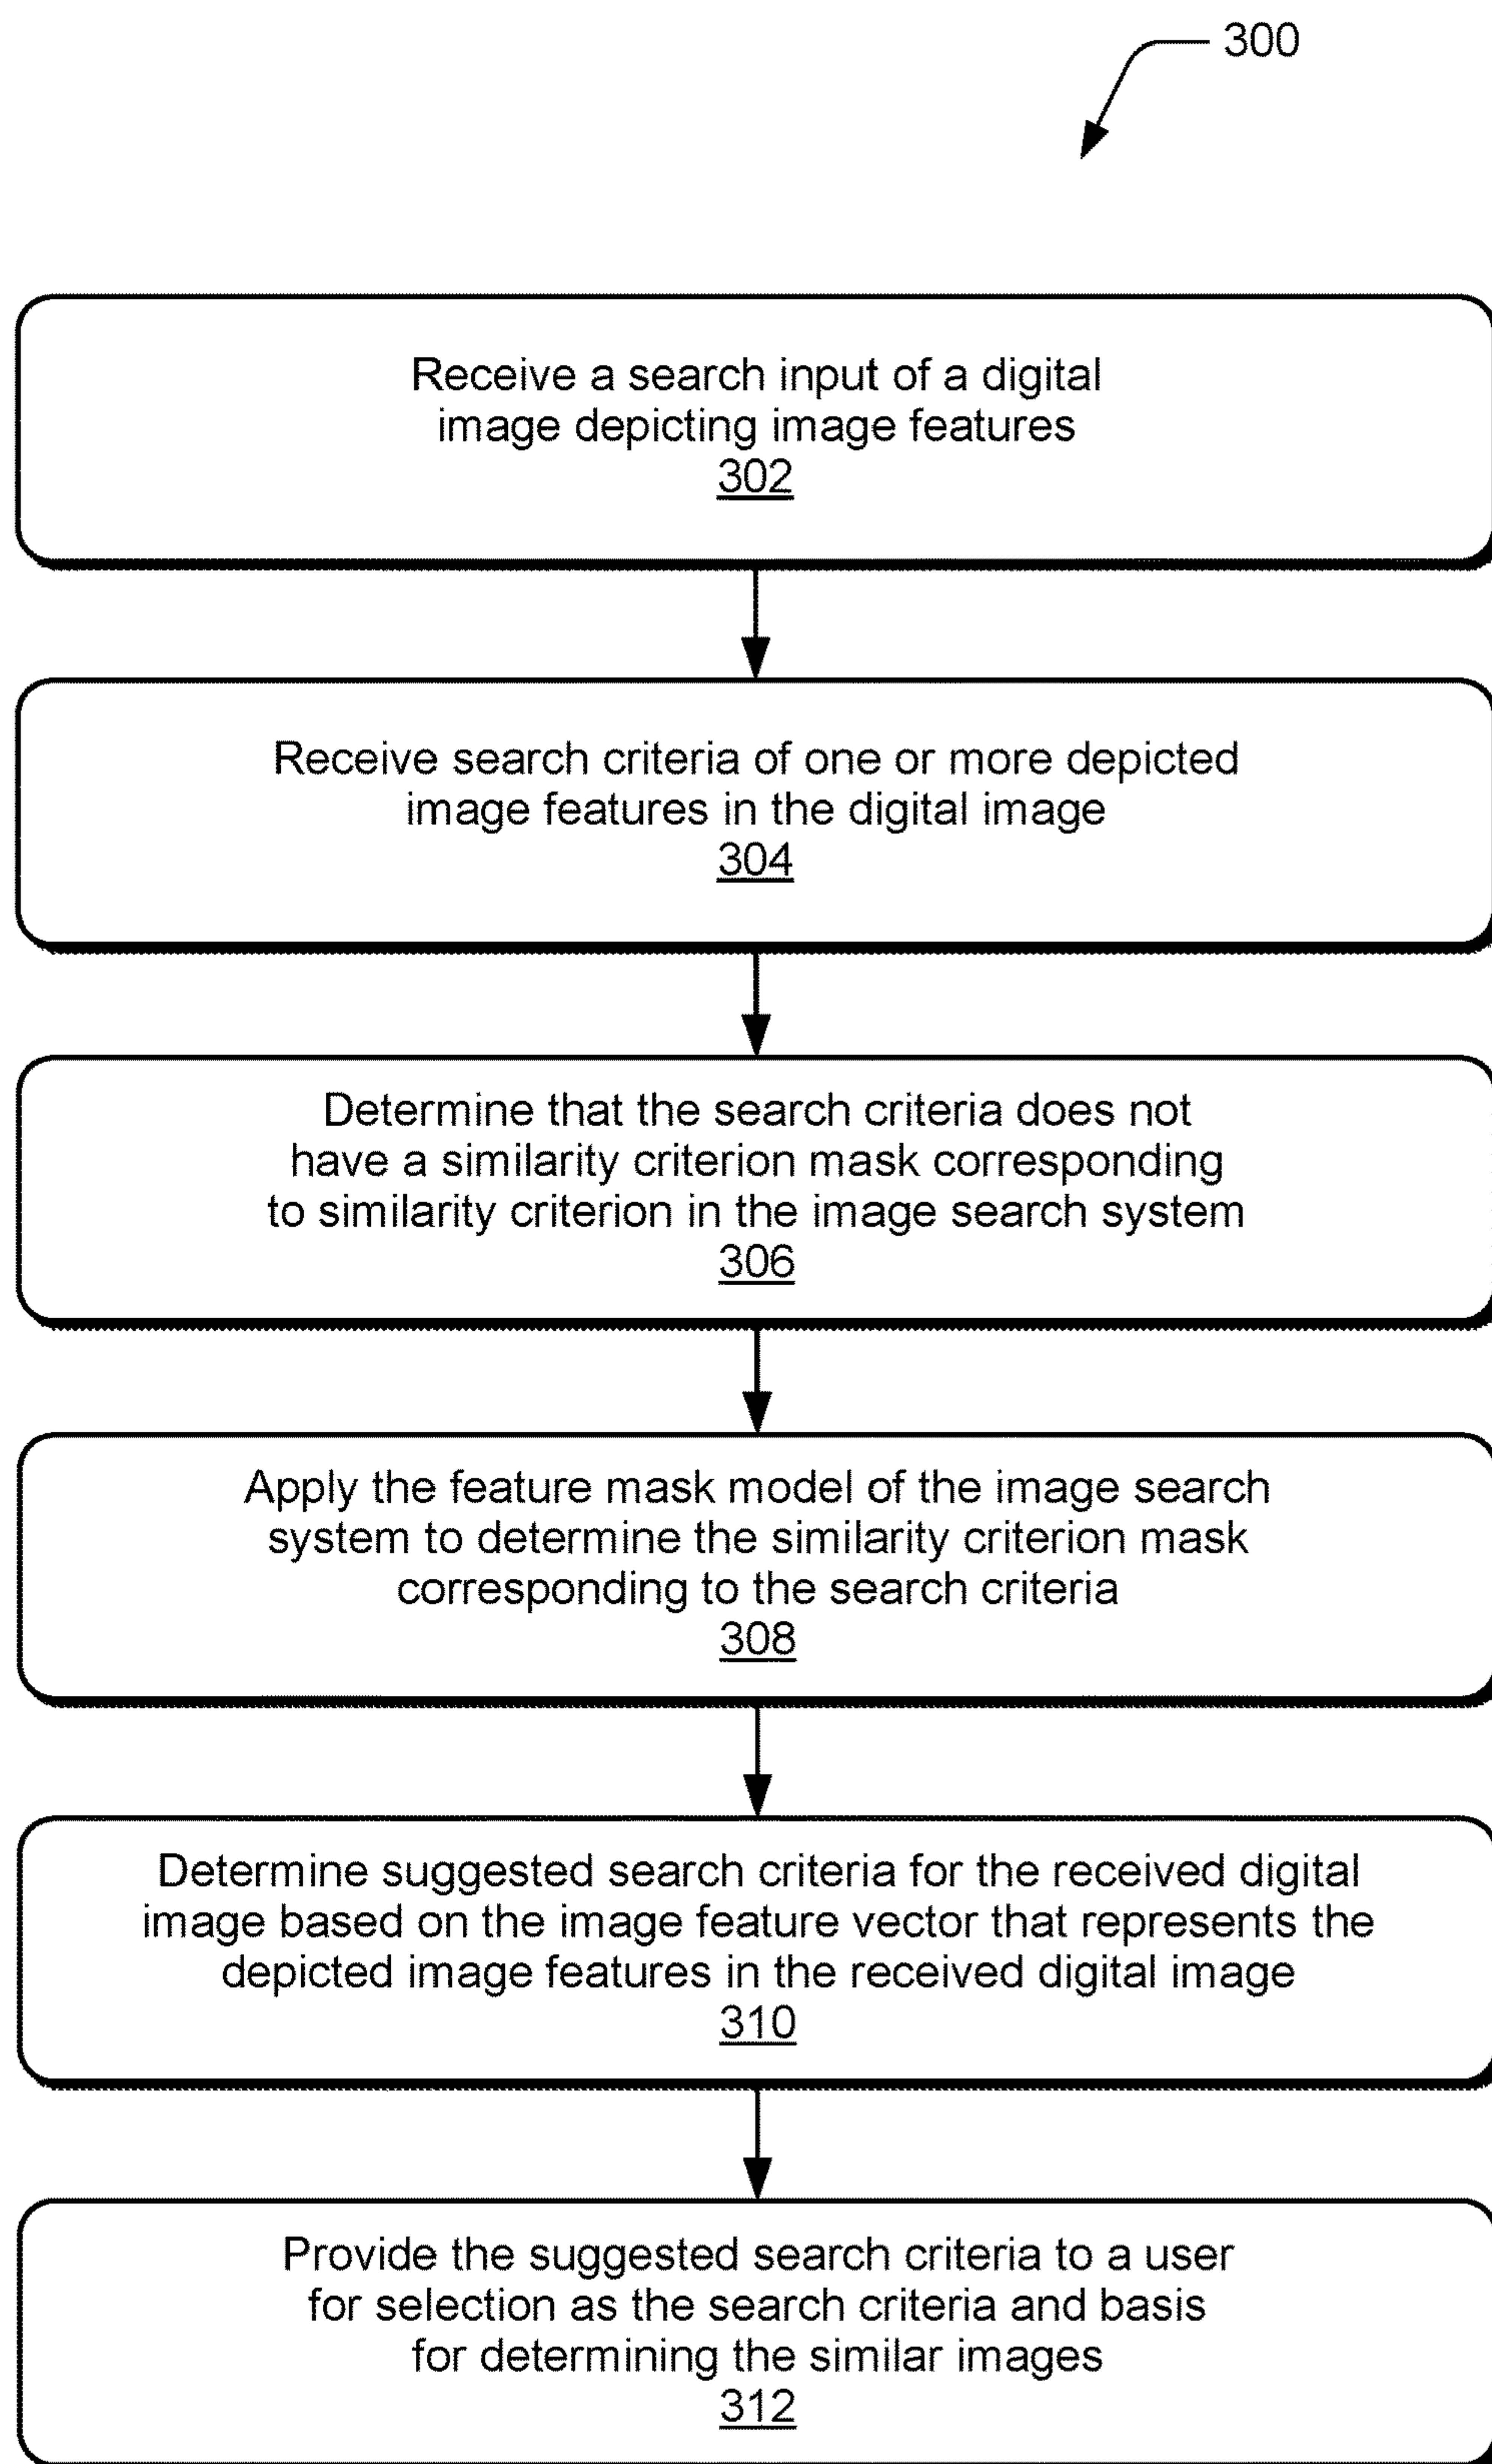 300
Receive a search input of a digital
image depicting image features
302
Receive search criteria of one or more depicted
image features in the digital image
304
Determine that the search criteria does not
have a similarity criterion mask corresponding
to similarity criterion in the image search system
306
Apply the feature mask model of the image search
system to determine the similarity criterion mask
corresponding to the search criteria
308
Determine suggested search criteria for the received digital
image based on the image feature vector that represents the
depicted image features in the received digital image
310
Provide the suggested search criteria to a user
for selection as the search criteria and basis
for determining the similar images
312